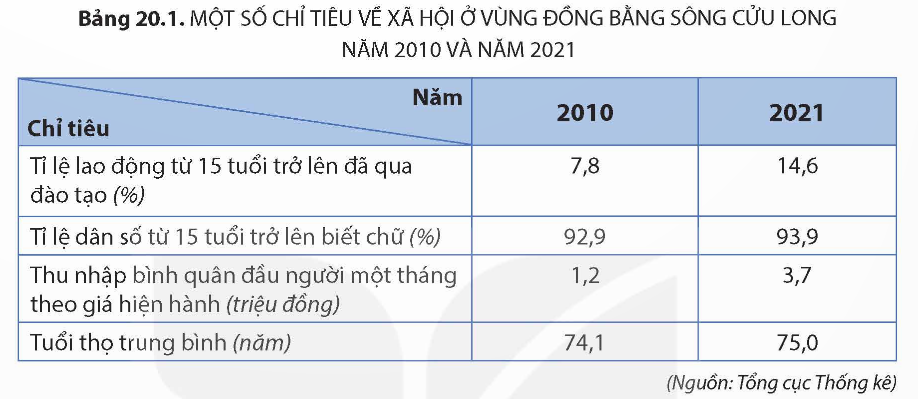 Bảng 20.1. MỘT SỐ CHỈ TIÊU VỀ XÃ HỘI Ở VÙNG ĐỒNG BẰNG SÔNG CỬU LONG
NĂM 2010 VÀ NĂM 2021
Năm
Chỉ tiêu
2010
2021
Tỉ lệ lao động từ 15 tuổi trở lên đã qua
đào tạo (%)
7,8
14,6
Tỉ lệ dân số từ 15 tuổi trở lên biết chữ (%)
92,9
93,9
Thu nhập bình quân đầu người một tháng
theo giá hiện hành (triệu đồng)
1,2
3,7
Tuổi thọ trung bình (năm)
74,1
75,0
(Nguồn: Tổng cục Thống kê)